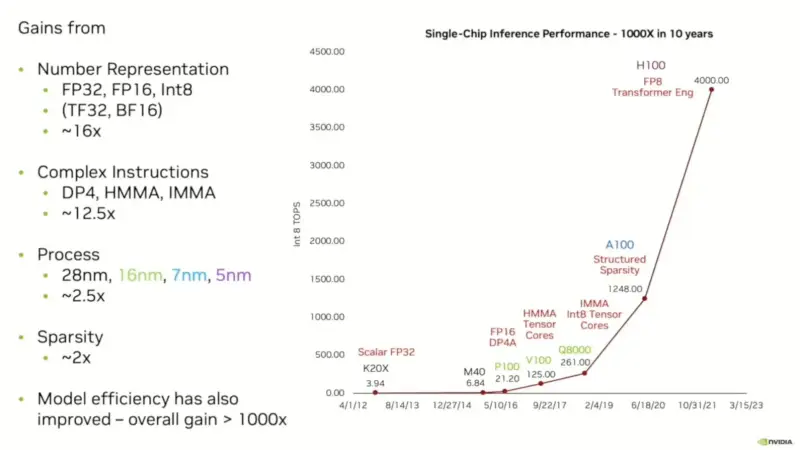 Gains from
• Number Representation
• FP32, FP16, Int8
• (TF32, BF16)
• ~16x
• Complex Instructions
• DP4, HMMA, IMMA
• ~12.5x
• Process
• 28nm, 16nm, 7nm, 5nm
• ~2.5x
• Sparsity
• ~2x
• Model efficiency has also
improved – overall gain > 1000x
Single-Chip Inference Performance - 1000X in 10 years
Int 8 TOPS
4500.00
4000.00
3500.00
3000.00
2500.00
2000.00
1500.00
1000.00
500.00
0.00
4/1/12
8/14/13
12/27/14
5/10/16
9/22/17
2/4/19
6/18/20
10/31/21
3/15/23
Scalar FP32
K20X
3.94
M40
6.84
FP16
DP4A
P100
21.20
HMMA
Tensor
Cores
V100
125.00
IMMA
Int8 Tensor
Cores
Q8000
261.00
A100
Structured
Sparsity
1248.00
H100
FP8
Transformer Eng
4000.00
NVIDIA